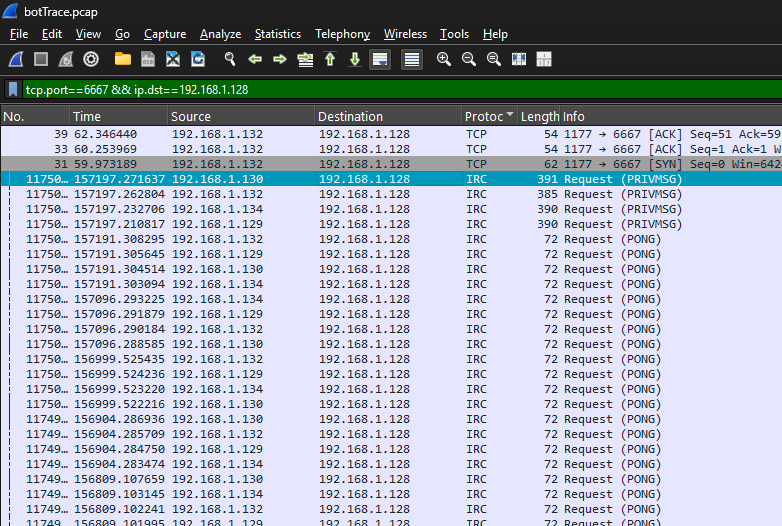 botTrace.pcap
File Edit View Go Capture Analyze Statistics Telephony Wireless Tools Help
tcp.port==6667 && ip.dst==192.168.1.128
No. Time Source Destination Protoc Length Info
39 62.346440 192.168.1.132 192.168.1.128 TCP 54 1177 → 6667 [ACK] Seq=51 Ack=59
33 60.253969 192.168.1.132 192.168.1.128 TCP 54 1177 → 6667 [ACK] Seq=1 Ack=1 W
31 59.973189 192.168.1.132 192.168.1.128 TCP 62 1177 → 6667 [SYN] Seq=0 Win=642
11750… 157197.271637 192.168.1.130 192.168.1.128 IRC 391 Request (PRIVMSG)
11750… 157197.262804 192.168.1.132 192.168.1.128 IRC 385 Request (PRIVMSG)
11750… 157197.232706 192.168.1.134 192.168.1.128 IRC 390 Request (PRIVMSG)
11750… 157197.210817 192.168.1.129 192.168.1.128 IRC 390 Request (PRIVMSG)
11750… 157191.308295 192.168.1.132 192.168.1.128 IRC 72 Request (PONG)
11750… 157191.305645 192.168.1.129 192.168.1.128 IRC 72 Request (PONG)
11750… 157191.304514 192.168.1.130 192.168.1.128 IRC 72 Request (PONG)
11750… 157191.303094 192.168.1.134 192.168.1.128 IRC 72 Request (PONG)
11750… 157096.293225 192.168.1.134 192.168.1.128 IRC 72 Request (PONG)
11750… 157096.291879 192.168.1.129 192.168.1.128 IRC 72 Request (PONG)
11750… 157096.290184 192.168.1.132 192.168.1.128 IRC 72 Request (PONG)
11750… 157096.288585 192.168.1.130 192.168.1.128 IRC 72 Request (PONG)
11750… 156999.525435 192.168.1.132 192.168.1.128 IRC 72 Request (PONG)
11750… 156999.524236 192.168.1.129 192.168.1.128 IRC 72 Request (PONG)
11750… 156999.523220 192.168.1.134 192.168.1.128 IRC 72 Request (PONG)
11750… 156999.522216 192.168.1.130 192.168.1.128 IRC 72 Request (PONG)
11749… 156904.286936 192.168.1.130 192.168.1.128 IRC 72 Request (PONG)
11749… 156904.285709 192.168.1.132 192.168.1.128 IRC 72 Request (PONG)
11749… 156904.284750 192.168.1.129 192.168.1.128 IRC 72 Request (PONG)
11749… 156904.283474 192.168.1.134 192.168.1.128 IRC 72 Request (PONG)
11749… 156809.107659 192.168.1.130 192.168.1.128 IRC 72 Request (PONG)
11749… 156809.103145 192.168.1.134 192.168.1.128 IRC 72 Request (PONG)
11749… 156809.102241 192.168.1.132 192.168.1.128 IRC 72 Request (PONG)
11749… 156809.101995 192.168.1.129 192.168.1.128 IRC 72 Request (PONG)